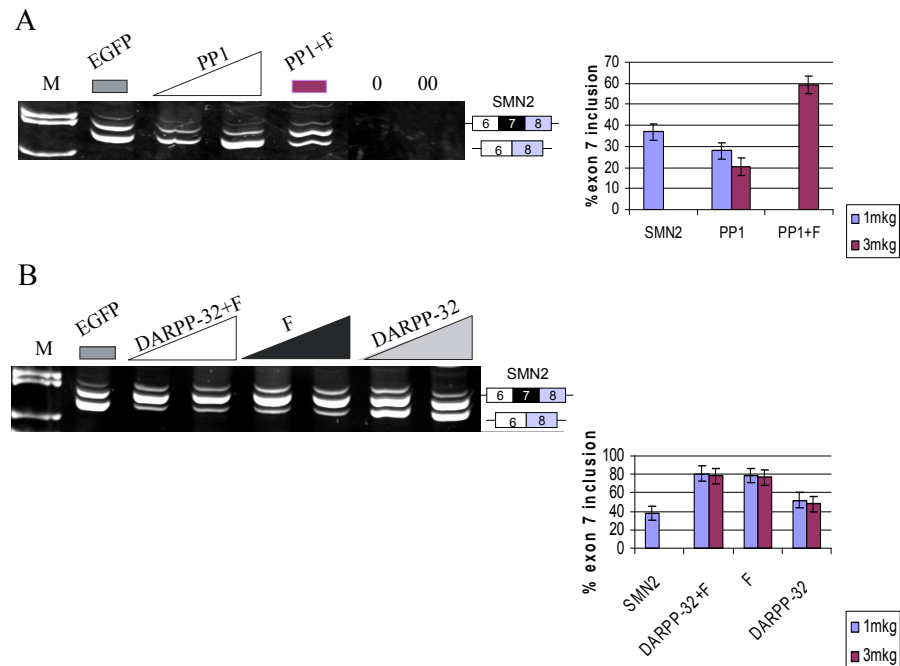 A
M EGFP PP1 PP1+F 0 00
SMN2
6 7 8
6 8
%exon 7 inclusion
70
60
50
40
30
20
10
0
SMN2 PP1 PP1+F
1mkg
3mkg
B
M EGFP DARPP-32+F F DARPP-32
SMN2
6 7 8
6 8
% exon 7 inclusion
100
80
60
40
20
0
SMN2 DARPP-32+F F DARPP-32
1mkg
3mkg